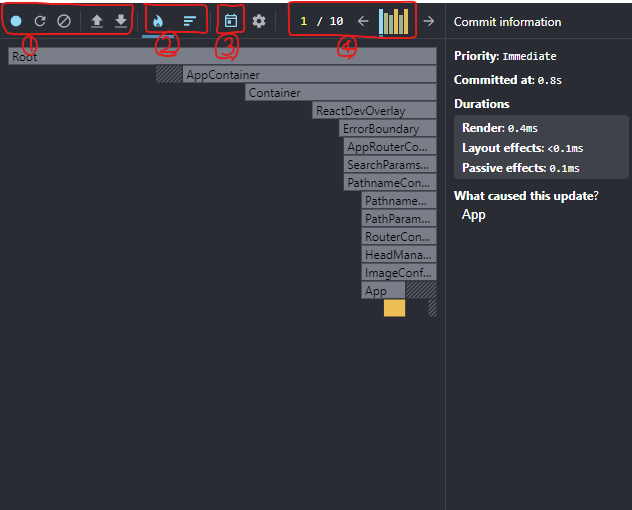 1 / 10
Commit information
① ② ③ ④
Root
AppContainer
Container
ReactDevOverlay
ErrorBoundary
AppRouterCo...
SearchParams...
PathnameCon...
Pathname...
PathParam...
RouterCon...
HeadMana...
ImageConf...
App
Priority: Immediate
Committed at: 0.8s
Durations
Render: 0.4ms
Layout effects: <0.1ms
Passive effects: 0.1ms
What caused this update?
App